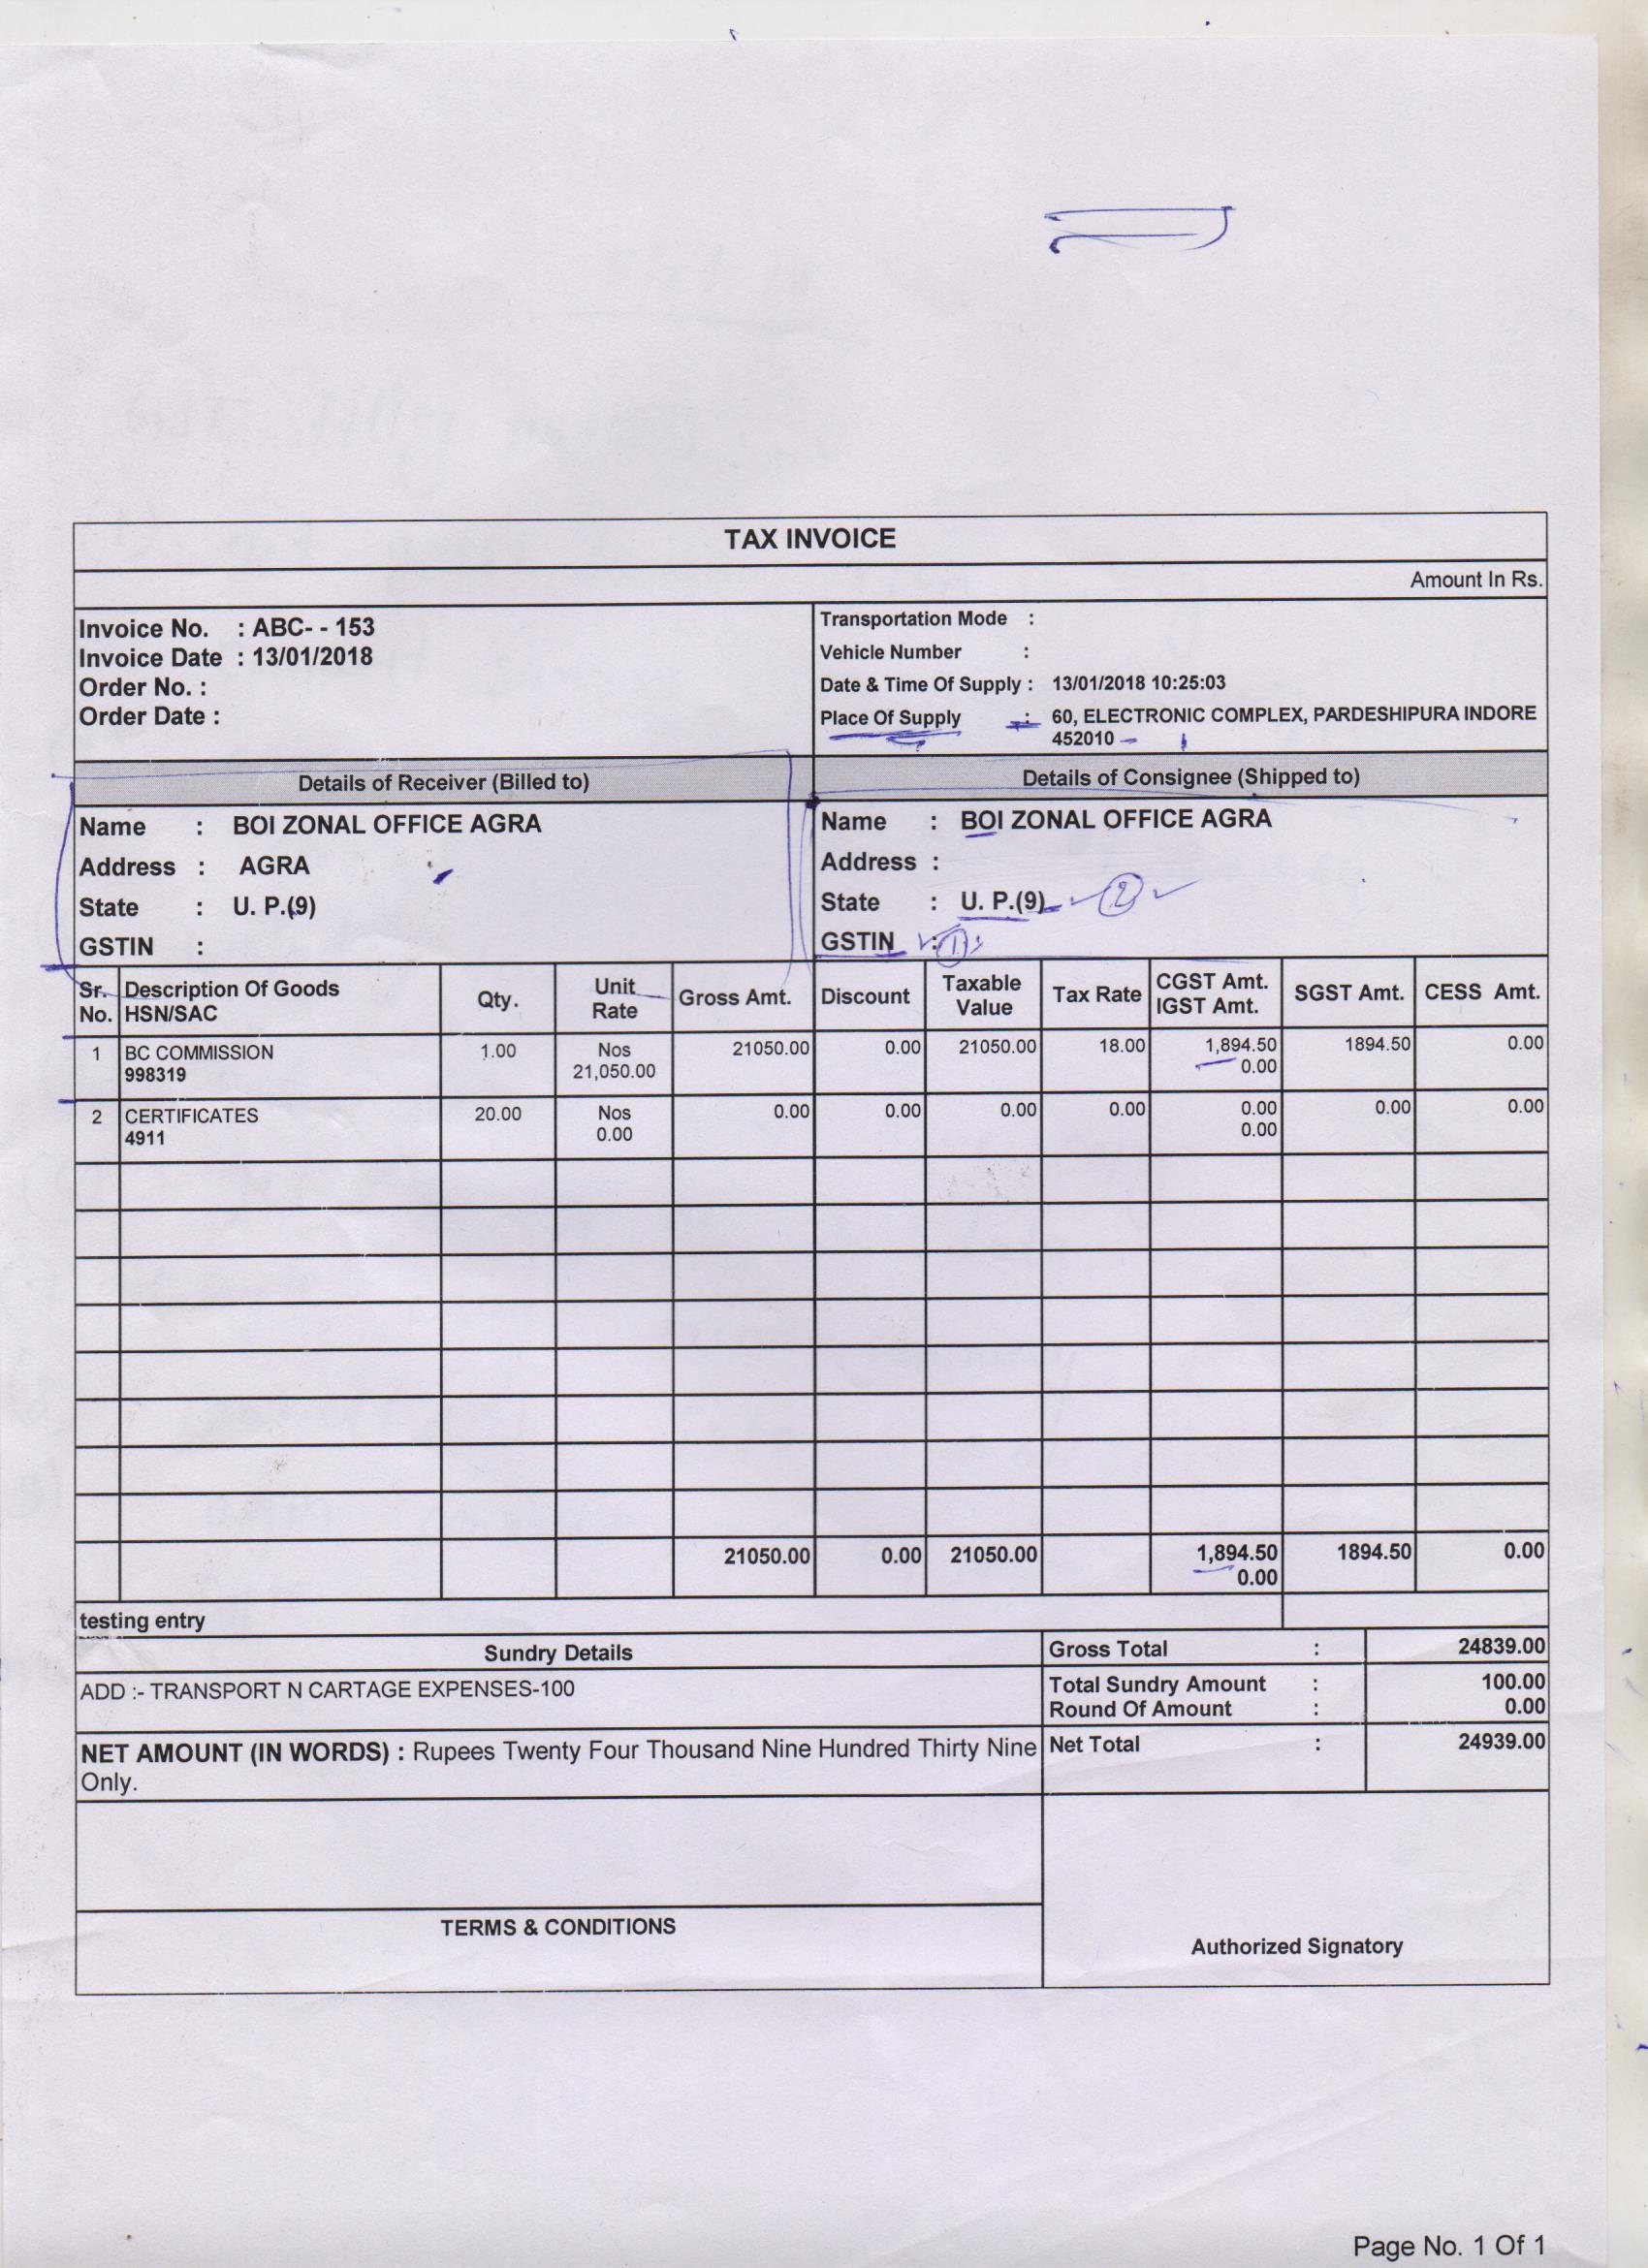 TAX INVOICE
Amount In Rs.
Invoice No. : ABC- - 153
Invoice Date : 13/01/2018
Order No. :
Order Date :
Transportation Mode :
Vehicle Number :
Date & Time Of Supply : 13/01/2018 10:25:03
Place Of Supply : 60, ELECTRONIC COMPLEX, PARDESHIPURA INDORE
452010
Details of Receiver (Billed to)
Name : BOI ZONAL OFFICE AGRA
Address : AGRA
State : U. P.(9)
GSTIN :
Details of Consignee (Shipped to)
Name : BOI ZONAL OFFICE AGRA
Address :
State : U. P.(9) 2
GSTIN : 1
Sr. No. Description Of Goods HSN/SAC Qty. Unit Rate Gross Amt. Discount Taxable Value Tax Rate CGST Amt. IGST Amt. SGST Amt. CESS Amt.
1 BC COMMISSION 1.00 Nos 21050.00 0.00 21050.00 18.00 1,894.50 1894.50 0.00
998319 21,050.00 0.00
2 CERTIFICATES 20.00 Nos 0.00 0.00 0.00 0.00 0.00 0.00 0.00
4911 0.00 0.00
21050.00 0.00 21050.00 1,894.50 1894.50 0.00
0.00
testing entry
Sundry Details
ADD :- TRANSPORT N CARTAGE EXPENSES-100
Gross Total : 24839.00
Total Sundry Amount : 100.00
Round Of Amount : 0.00
NET AMOUNT (IN WORDS) : Rupees Twenty Four Thousand Nine Hundred Thirty Nine
Only.
Net Total : 24939.00
TERMS & CONDITIONS
Authorized Signatory
Page No. 1 Of 1